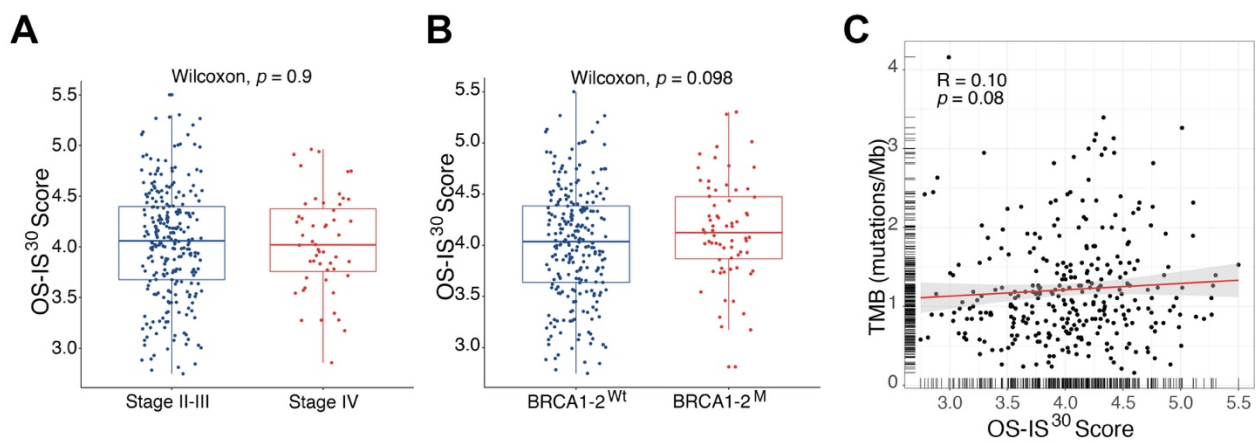 A
Wilcoxon, p = 0.9
OS-IS³⁰ Score
5.5
5.0
4.5
4.0
3.5
3.0
Stage II-III
Stage IV
B
Wilcoxon, p = 0.098
OS-IS³⁰ Score
5.5
5.0
4.5
4.0
3.5
3.0
BRCA1-2ᵂᵗ
BRCA1-2ᴹ
C
R = 0.10
p = 0.08
TMB (mutations/Mb)
4
3
2
1
0
3.0 3.5 4.0 4.5 5.0 5.5
OS-IS³⁰ Score